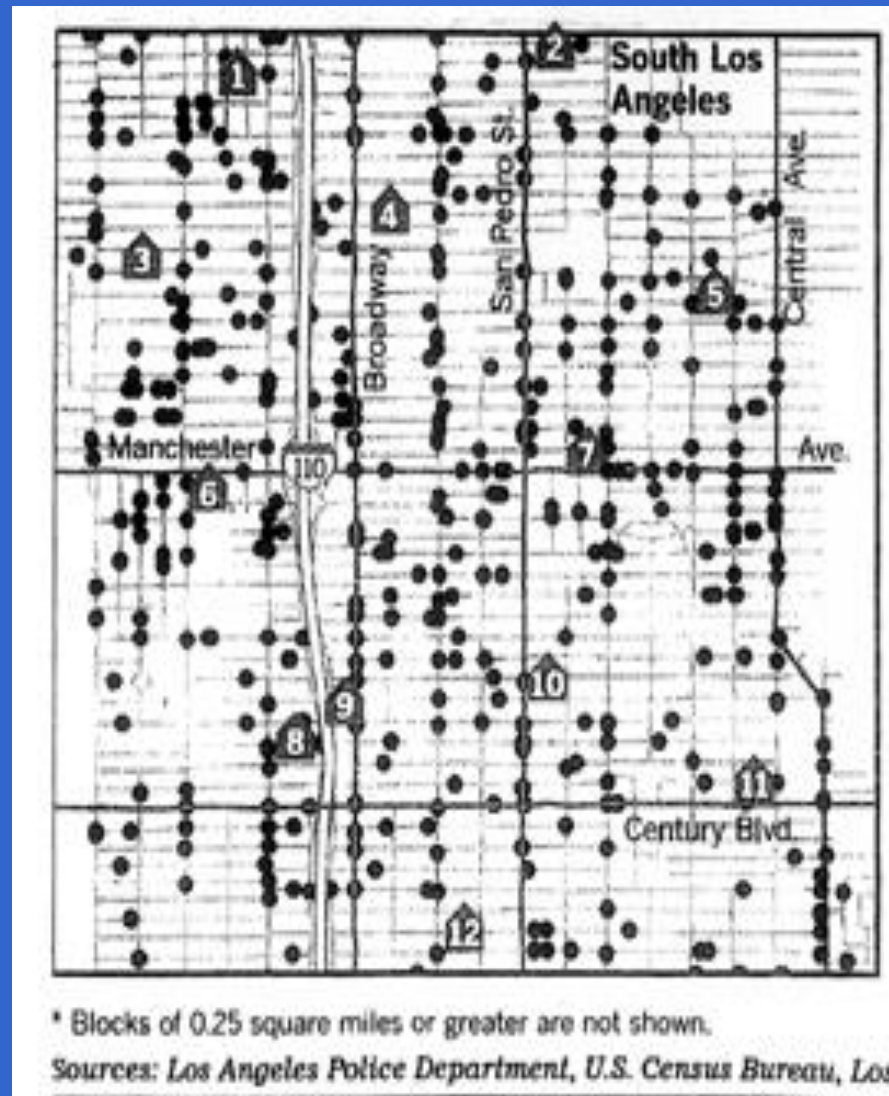 1
2
South Los
Angeles
San Pedro St.
Central Ave.
4
3
5
Broadway
Manchester
Ave.
7
110
6
10
9
8
11
Century Blvd.
12
* Blocks of 0.25 square miles or greater are not shown.
Sources: Los Angeles Police Department, U.S. Census Bureau, Los